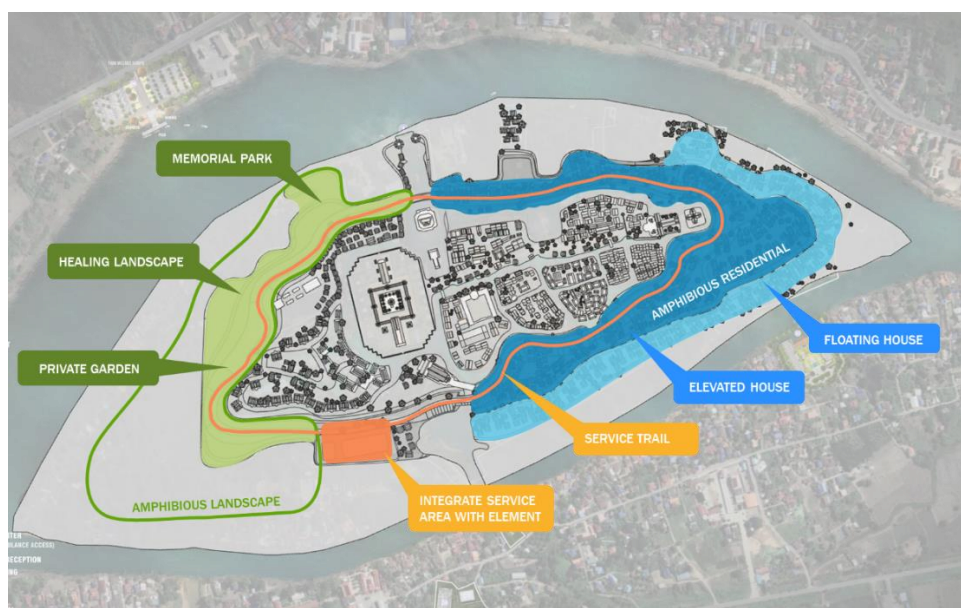 MEMORIAL PARK
HEALING LANDSCAPE
PRIVATE GARDEN
AMPHIBIOUS LANDSCAPE
AMPHIBIOUS RESIDENTIAL
FLOATING HOUSE
ELEVATED HOUSE
SERVICE TRAIL
INTEGRATE SERVICE
AREA WITH ELEMENT